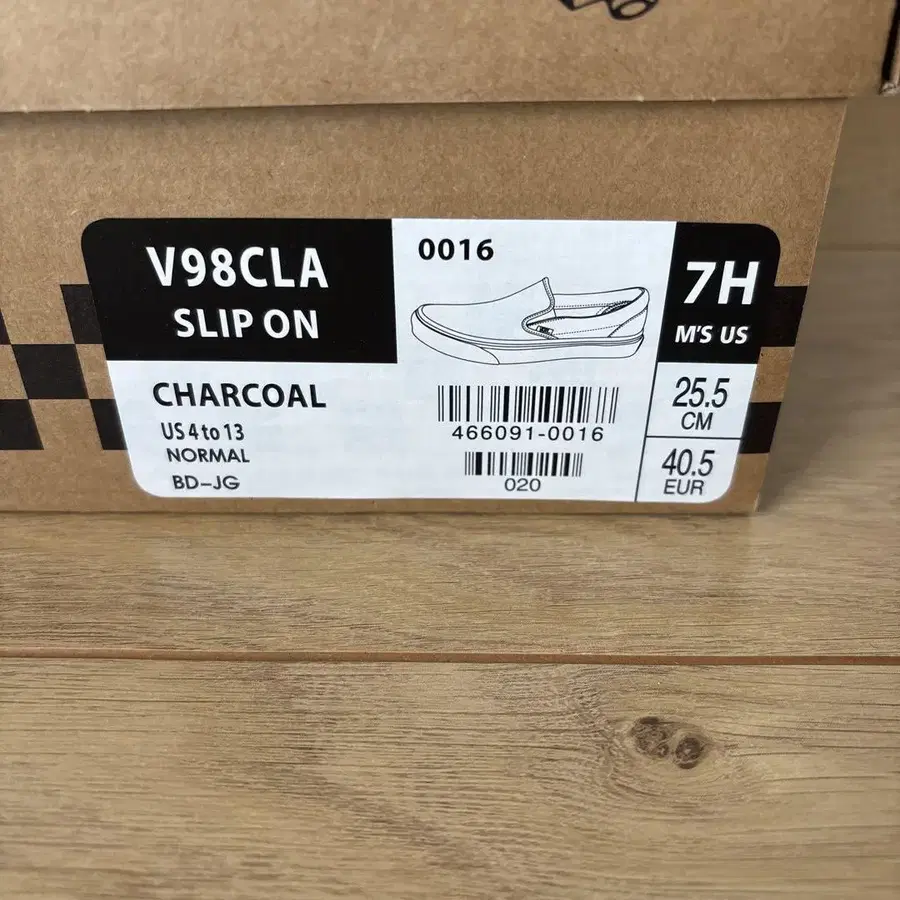 V98CLA
SLIP ON
CHARCOAL
US 4 to 13
NORMAL
BD-JG
0016
466091-0016
020
7H
M'S US
25.5
CM
40.5
EUR